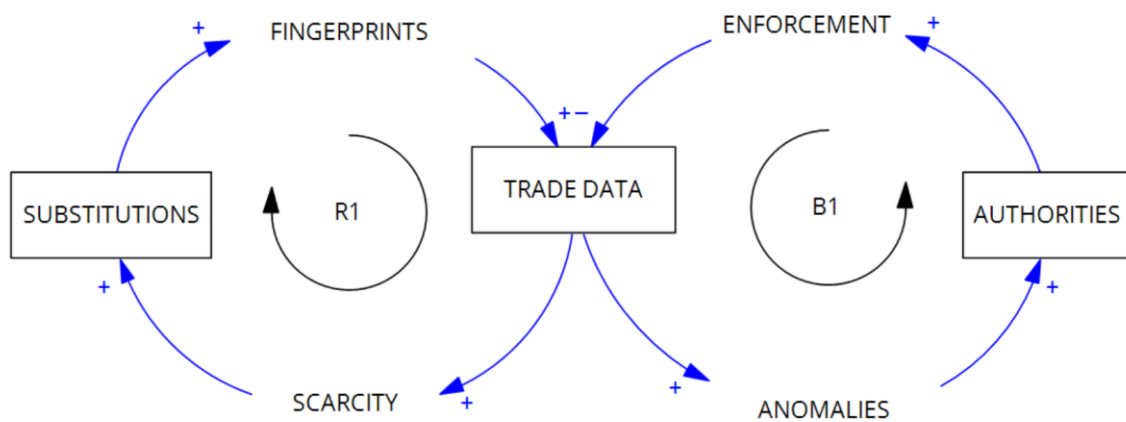 +
FINGERPRINTS
ENFORCEMENT
+
+ −
SUBSTITUTIONS
R1
TRADE DATA
B1
AUTHORITIES
+
+
SCARCITY
+
+
ANOMALIES